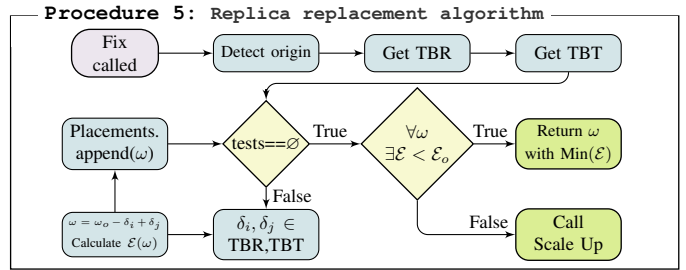 Procedure 5: Replica replacement algorithm
Fix
called
Detect origin
Get TBR
Get TBT
Placements.
append(ω)
tests==∅
True
∀ω
∃ℰ < ℰₒ
True
Return ω
with Min(ℰ)
False
ω = ωₒ − δᵢ + δⱼ
Calculate ℰ(ω)
δᵢ, δⱼ ∈
TBR,TBT
False
Call
Scale Up